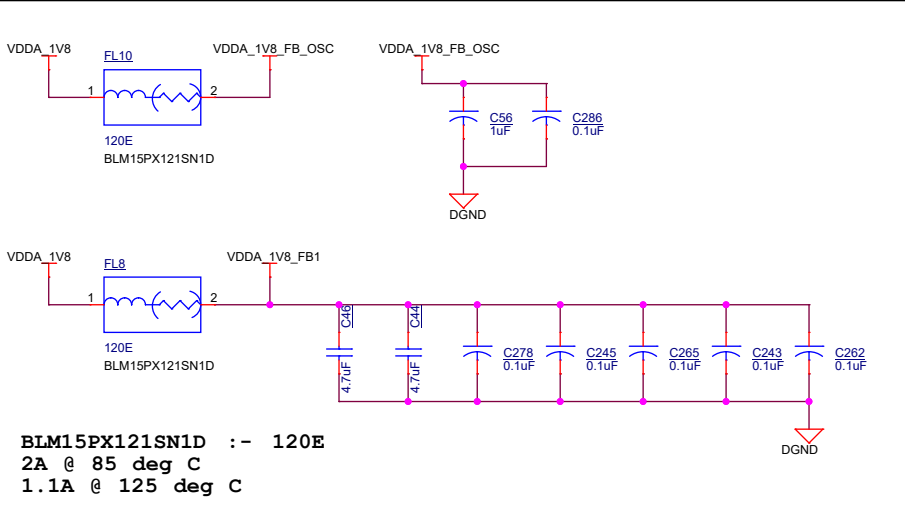 VDDA_1V8
FL10
VDDA_1V8_FB_OSC
VDDA_1V8_FB_OSC
1
2
120E
BLM15PX121SN1D
C56
1uF
C286
0.1uF
DGND
VDDA_1V8
FL8
VDDA_1V8_FB1
1
2
120E
BLM15PX121SN1D
C46
4.7uF
C44
4.7uF
C278
0.1uF
C245
0.1uF
C265
0.1uF
C243
0.1uF
C262
0.1uF
DGND
BLM15PX121SN1D :- 120E
2A @ 85 deg C
1.1A @ 125 deg C